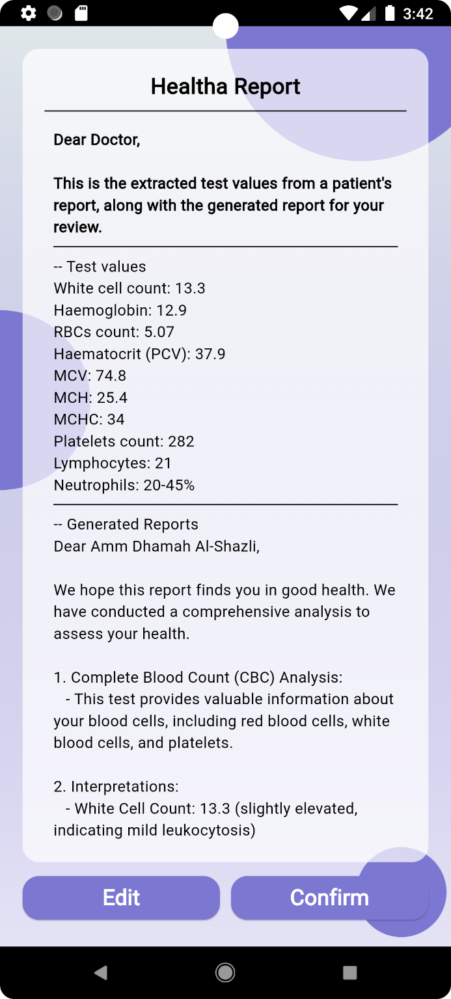 3:42
Healtha Report
Dear Doctor,
This is the extracted test values from a patient's
report, along with the generated report for your
review.
-- Test values
White cell count: 13.3
Haemoglobin: 12.9
RBCs count: 5.07
Haematocrit (PCV): 37.9
MCV: 74.8
MCH: 25.4
MCHC: 34
Platelets count: 282
Lymphocytes: 21
Neutrophils: 20-45%
-- Generated Reports
Dear Amm Dhamah Al-Shazli,
We hope this report finds you in good health. We
have conducted a comprehensive analysis to
assess your health.
1. Complete Blood Count (CBC) Analysis:
- This test provides valuable information about
your blood cells, including red blood cells, white
blood cells, and platelets.
2. Interpretations:
- White Cell Count: 13.3 (slightly elevated,
indicating mild leukocytosis)
Edit
Confirm